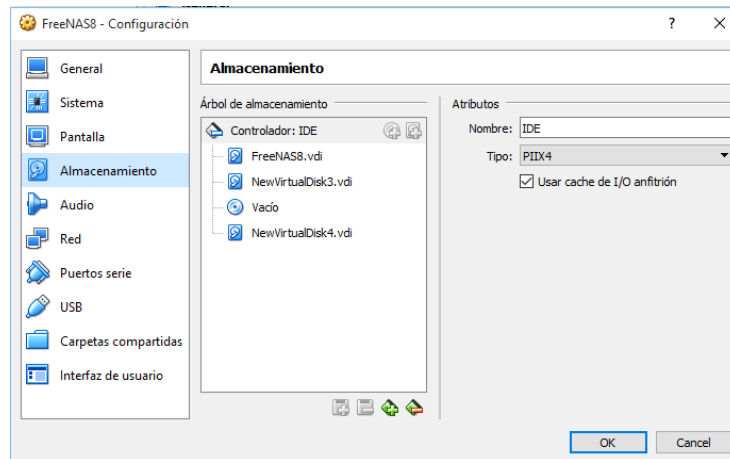 FreeNAS8 - Configuración
?
General
Sistema
Pantalla
Almacenamiento
Audio
Red
Puertos serie
USB
Carpetas compartidas
Interfaz de usuario
Almacenamiento
Árbol de almacenamiento
Controlador: IDE
FreeNAS8.vdi
NewVirtualDisk3.vdi
Vacío
NewVirtualDisk4.vdi
Atributos
Nombre: IDE
Tipo: PIIX4
Usar cache de I/O anfitrión
OK Cancel